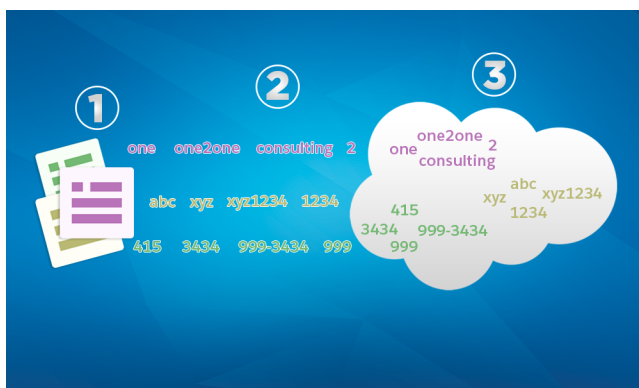 1
2
3
one one2one consulting 2
abc xyz xyz1234 1234
415 3434 999-3434 999
one2one
one 2
consulting
abc
xyz xyz1234
1234
415
3434 999-3434
999